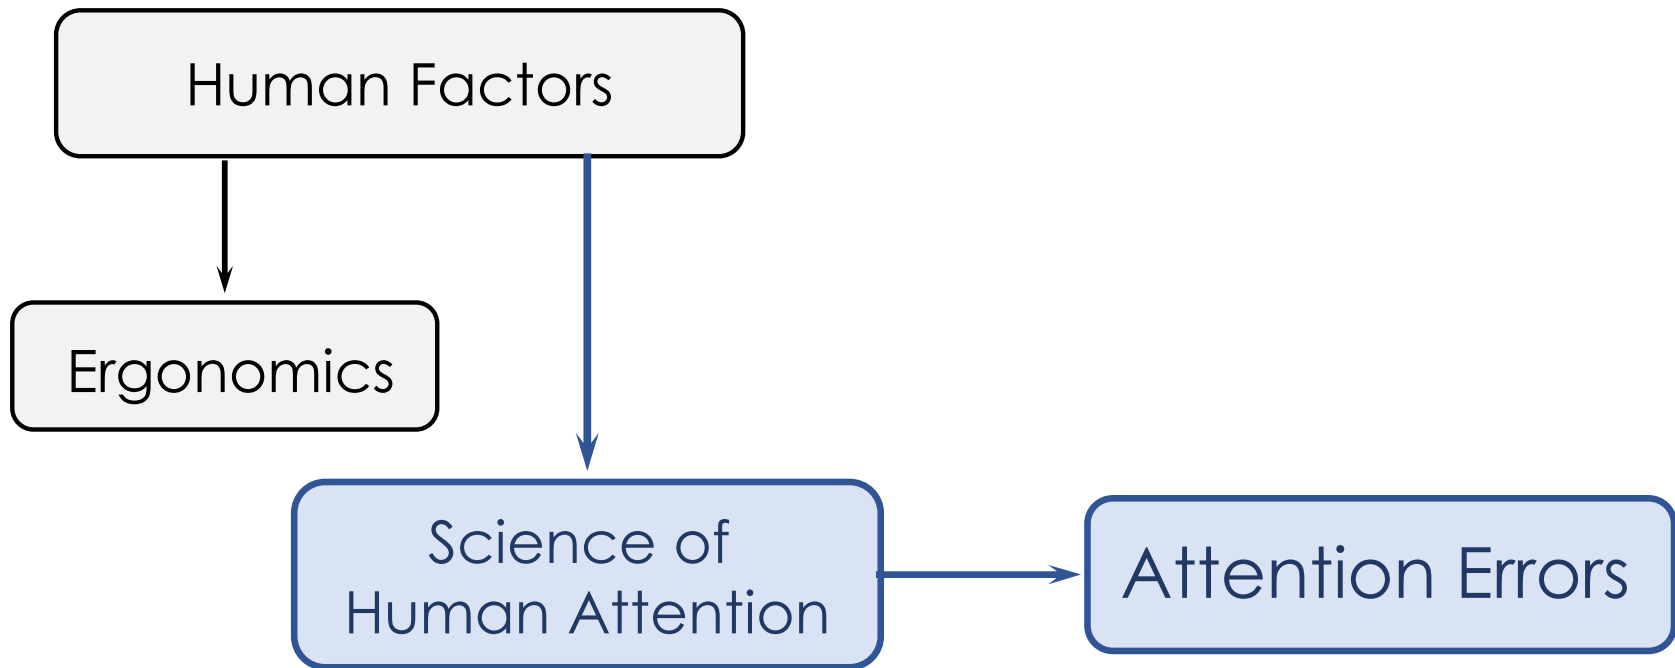 Human Factors
Ergonomics
Science of
Human Attention
Attention Errors